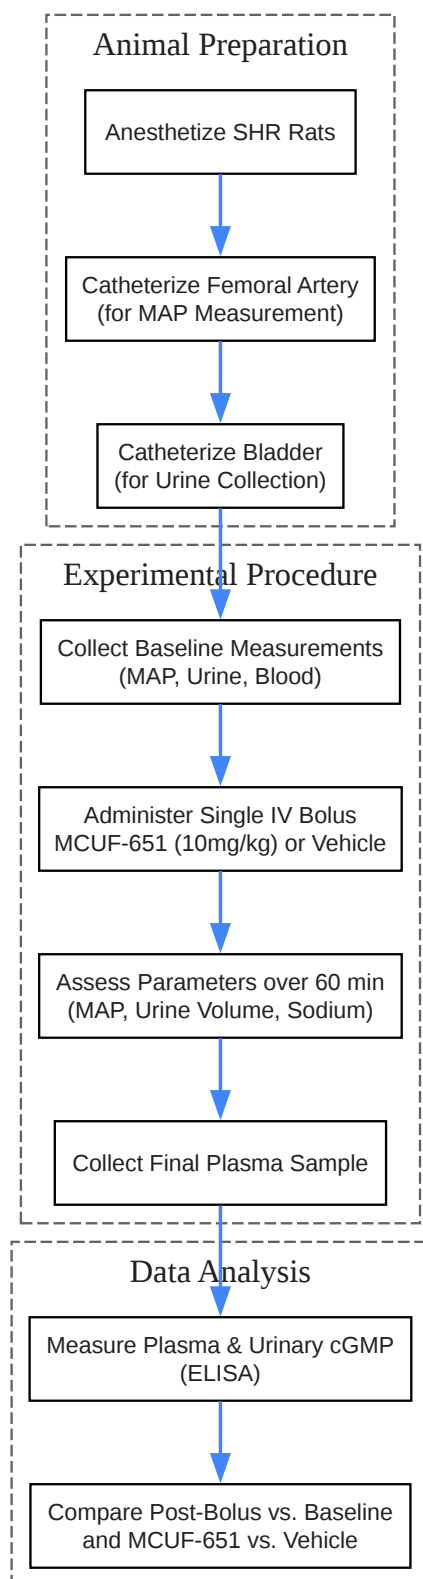 Animal Preparation
Anesthetize SHR Rats
Catheterize Femoral Artery
(for MAP Measurement)
Catheterize Bladder
(for Urine Collection)
Experimental Procedure
Collect Baseline Measurements
(MAP, Urine, Blood)
Administer Single IV Bolus
MCUF-651 (10mg/kg) or Vehicle
Assess Parameters over 60 min
(MAP, Urine Volume, Sodium)
Collect Final Plasma Sample
Data Analysis
Measure Plasma & Urinary cGMP
(ELISA)
Compare Post-Bolus vs. Baseline
and MCUF-651 vs. Vehicle